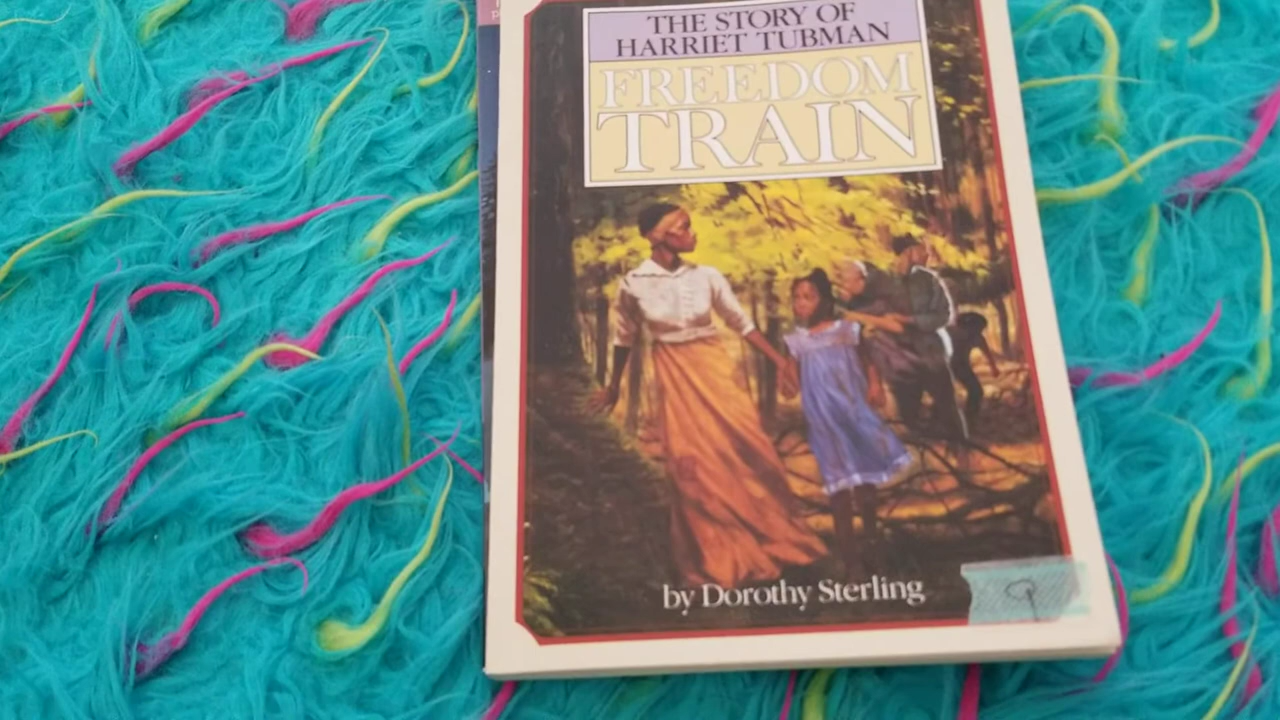 THE STORY OF
HARRIET TUBMAN
FREEDOM
TRAIN
by Dorothy Sterling